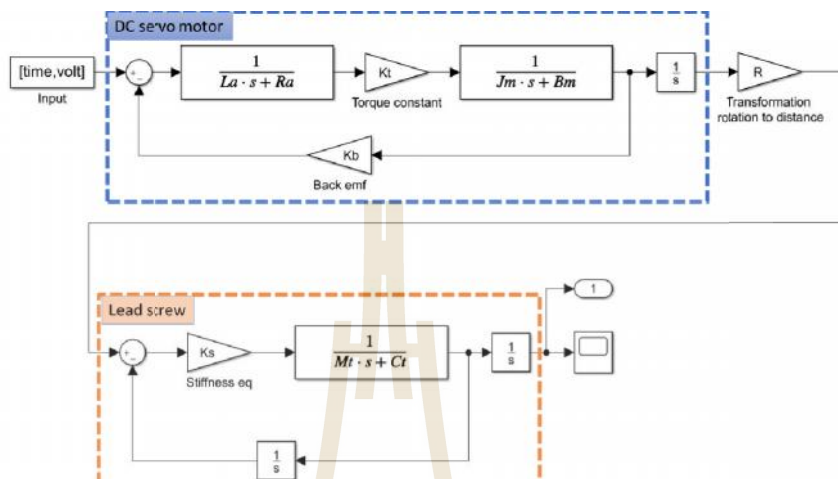 DC servo motor
[time,volt]
Input
+
−
1
La · s + Ra
Kt
Torque constant
1
Jm · s + Bm
1
s
R
Transformation
rotation to distance
Kb
Back emf
Lead screw
+
−
Ks
Stiffness eq
1
Mt · s + Ct
1
s
1
1
s